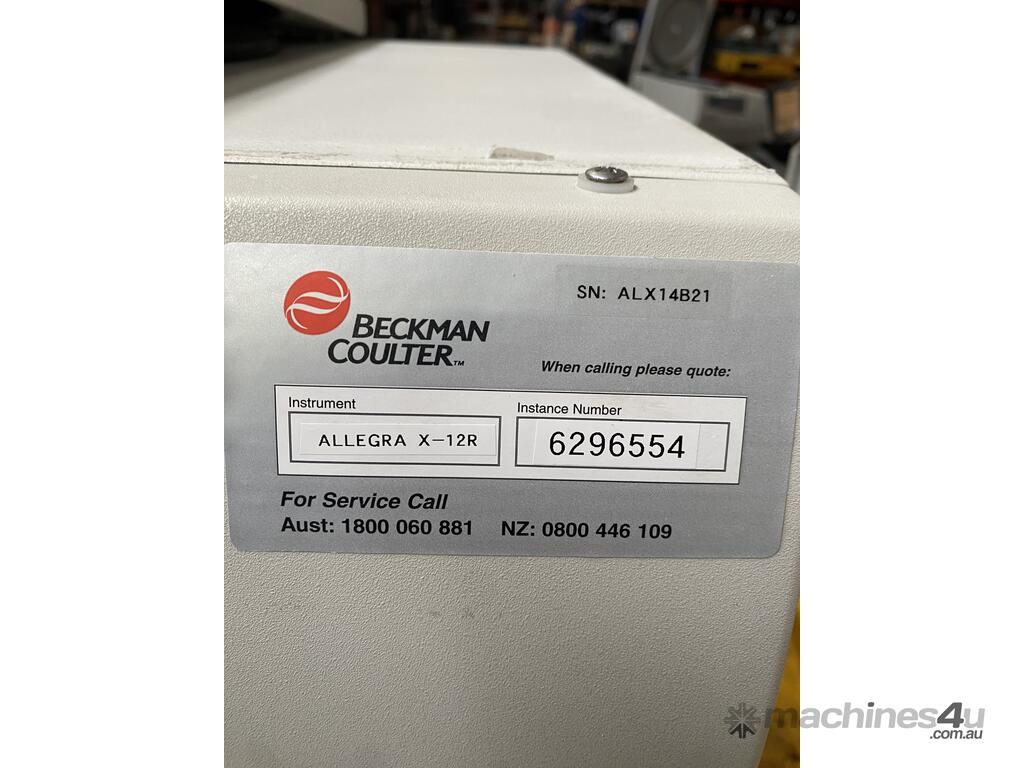 SN: ALX14B21
BECKMAN
COULTER™
When calling please quote:
Instrument
Instance Number
ALLEGRA X-12R
6296554
For Service Call
Aust: 1800 060 881 NZ: 0800 446 109
machines4u
.com.au